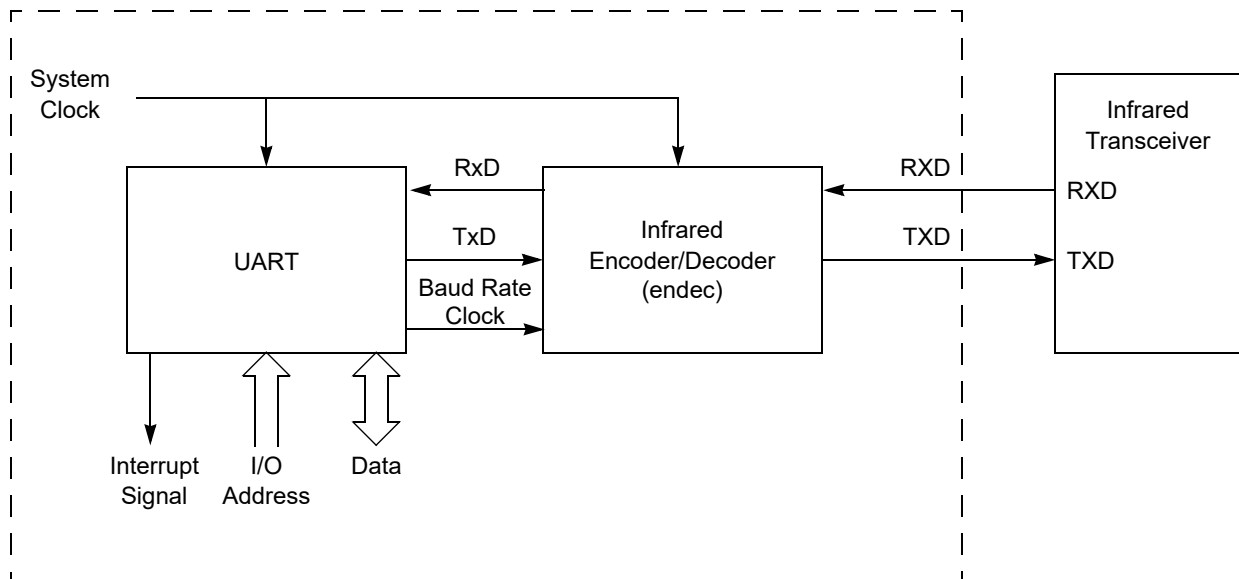 System
Clock
Infrared
Transceiver
RxD
RXD
RXD
TxD
TXD
TXD
UART
Infrared
Encoder/Decoder
(endec)
Baud Rate
Clock
Interrupt
Signal
I/O
Address
Data